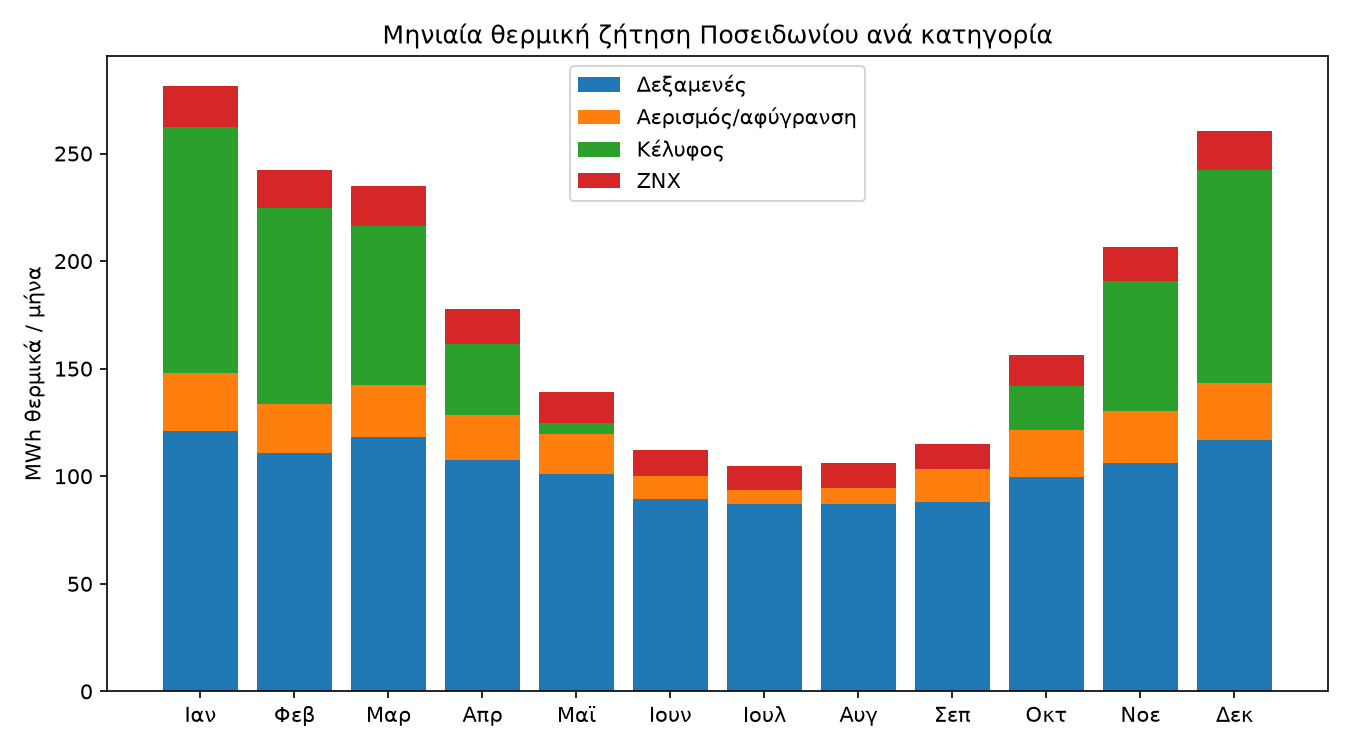 Μηνιαία θερμική ζήτηση Ποσειδωνίου ανά κατηγορία
Δεξαμενές
Αερισμός/αφύγρανση
Κέλυφος
ΖΝΧ
MWh θερμικά / μήνα
250
200
150
100
50
0
Ιαν Φεβ Μαρ Απρ Μαϊ Ιουν Ιουλ Αυγ Σεπ Οκτ Νοε Δεκ